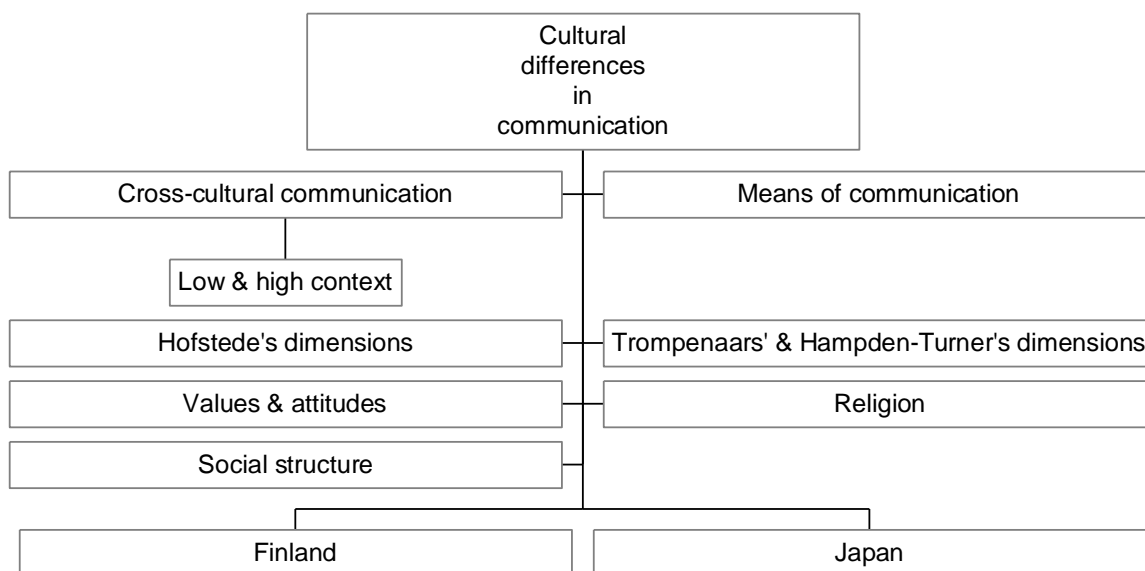 Cultural
differences
in
communication
Cross-cultural communication
Means of communication
Low & high context
Hofstede's dimensions
Trompenaars' & Hampden-Turner's dimensions
Values & attitudes
Religion
Social structure
Finland
Japan